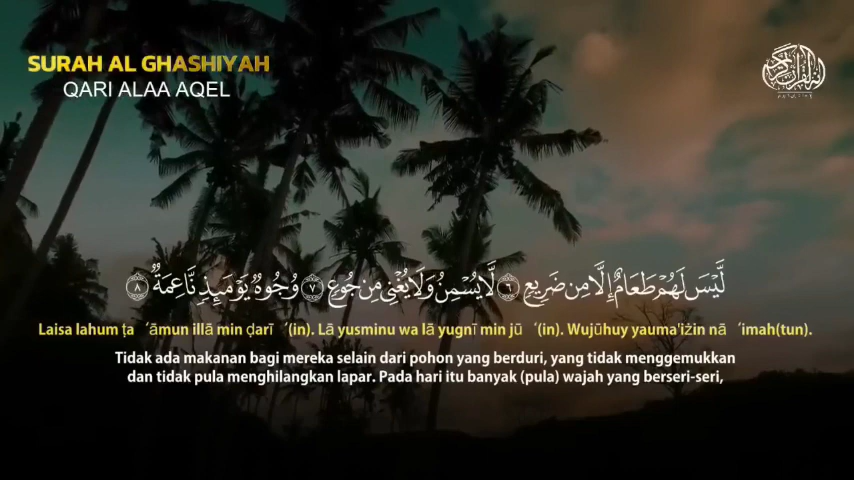 SURAH AL GHASHIYAH
QARI ALAA AQEL
لَّيْسَ لَهُمْ طَعَامٌ إِلَّا مِن ضَرِيعٍ ٦ لَّا يُسْمِنُ وَلَا يُغْنِي مِن جُوعٍ ٧ وُجُوهٌ يَوْمَئِذٍ نَّاعِمَةٌ ٨
Laisa lahum ṭa‘āmun illā min ḍarī‘(in). Lā yusminu wa lā yugnī min jū‘(in). Wujūhuy yauma'iżin nā‘imah(tun).
Tidak ada makanan bagi mereka selain dari pohon yang berduri, yang tidak menggemukkan
dan tidak pula menghilangkan lapar. Pada hari itu banyak (pula) wajah yang berseri-seri,